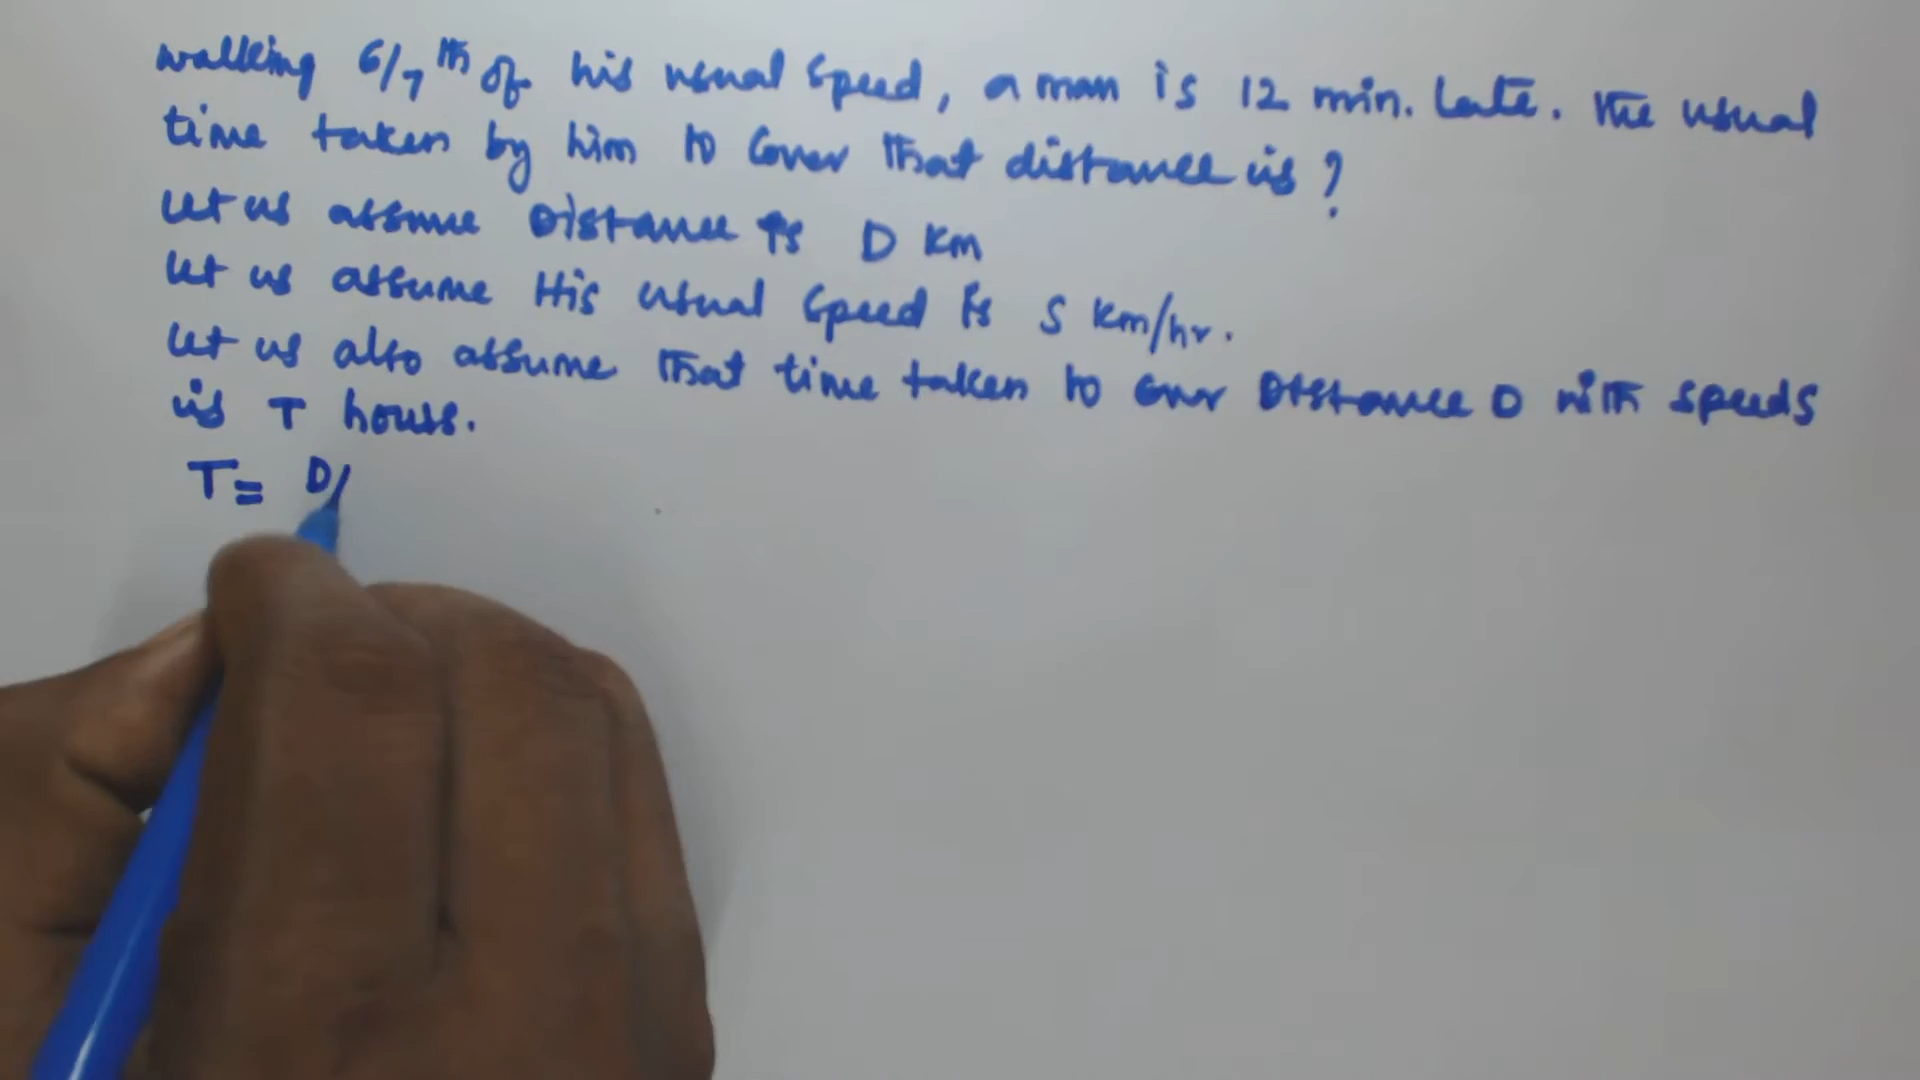 walking 6/7th of his usual speed, a man is 12 min. late. The usual
time taken by him to cover that distance is ?
Let us assume Distance is D Km
Let us assume His usual speed is S Km/hr.
Let us also assume that time taken to cover Distance D with speed S
is T hours.
T = D/